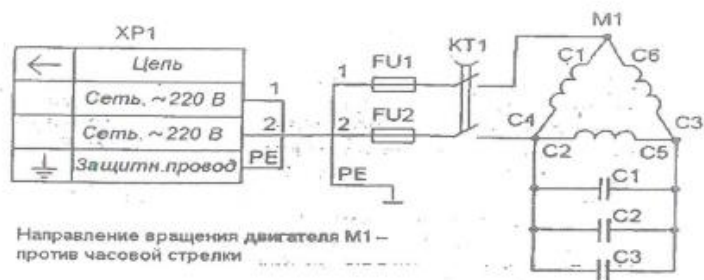 XP1
Цепь
Сеть, ~220 В
Сеть, ~220 В
Защитн.провод
1
2
PE
1
2
PE
FU1
FU2
KT1
M1
C1
C6
C4
C3
C2
C5
C1
C2
C3
Направление вращения двигателя М1 –
против часовой стрелки